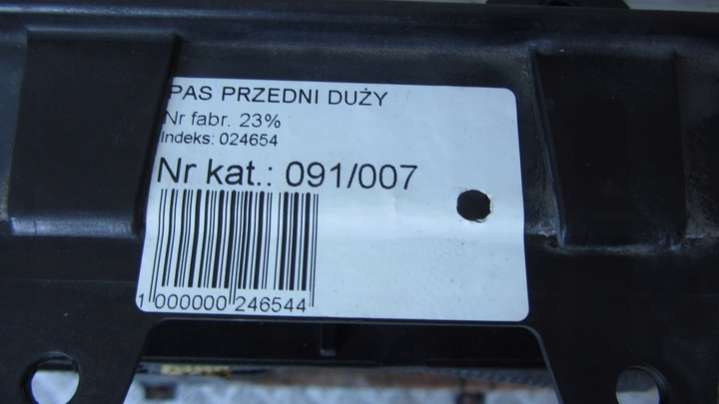 PAS PRZEDNI DUŻY
Nr fabr. 23%
Indeks: 024654
Nr kat.: 091/007
1 000000 246544